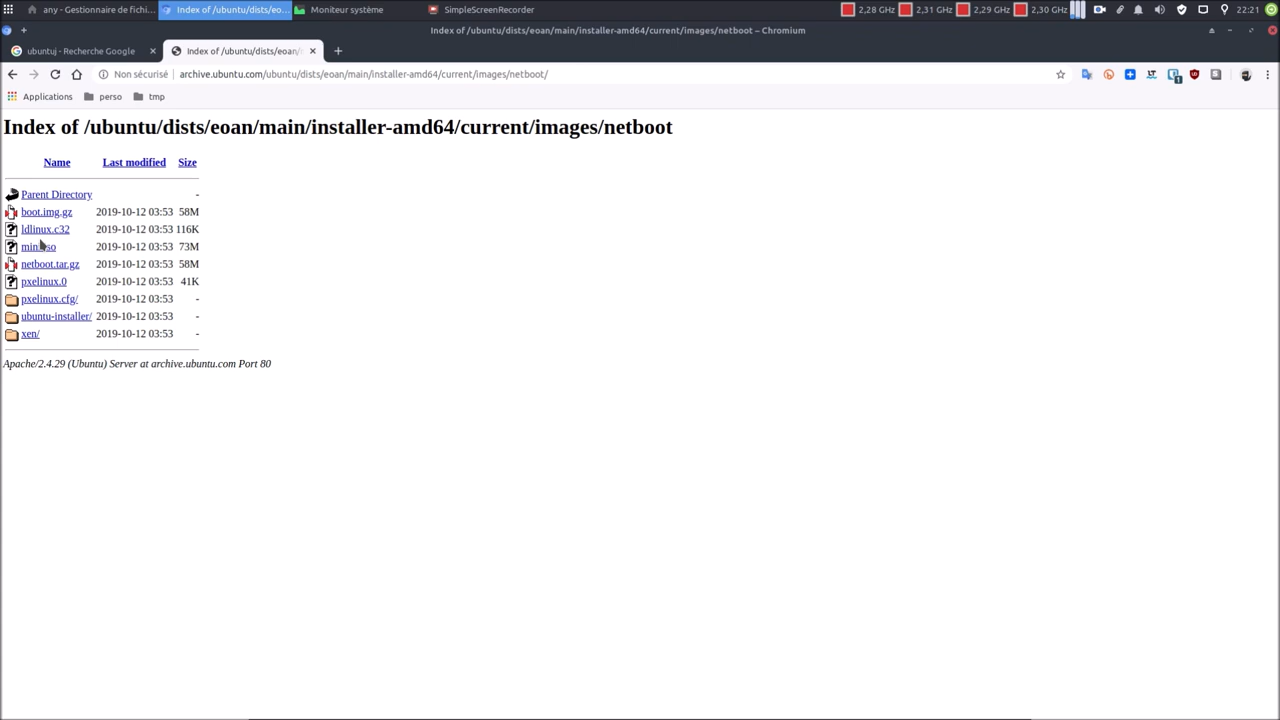 any - Gestionnaire de fichi...
Index of /ubuntu/dists/eo...
Moniteur système
SimpleScreenRecorder
2,28 GHz
2,31 GHz
2,29 GHz
2,30 GHz
22:21
Index of /ubuntu/dists/eoan/main/installer-amd64/current/images/netboot – Chromium
ubuntuj - Recherche Google
Index of /ubuntu/dists/eoan/
Non sécurisé
archive.ubuntu.com/ubuntu/dists/eoan/main/installer-amd64/current/images/netboot/
Applications
perso
tmp
Index of /ubuntu/dists/eoan/main/installer-amd64/current/images/netboot
Name Last modified Size
Parent Directory -
boot.img.gz 2019-10-12 03:53 58M
ldlinux.c32 2019-10-12 03:53 116K
mini.iso 2019-10-12 03:53 73M
netboot.tar.gz 2019-10-12 03:53 58M
pxelinux.0 2019-10-12 03:53 41K
pxelinux.cfg/ 2019-10-12 03:53 -
ubuntu-installer/ 2019-10-12 03:53 -
xen/ 2019-10-12 03:53 -
Apache/2.4.29 (Ubuntu) Server at archive.ubuntu.com Port 80